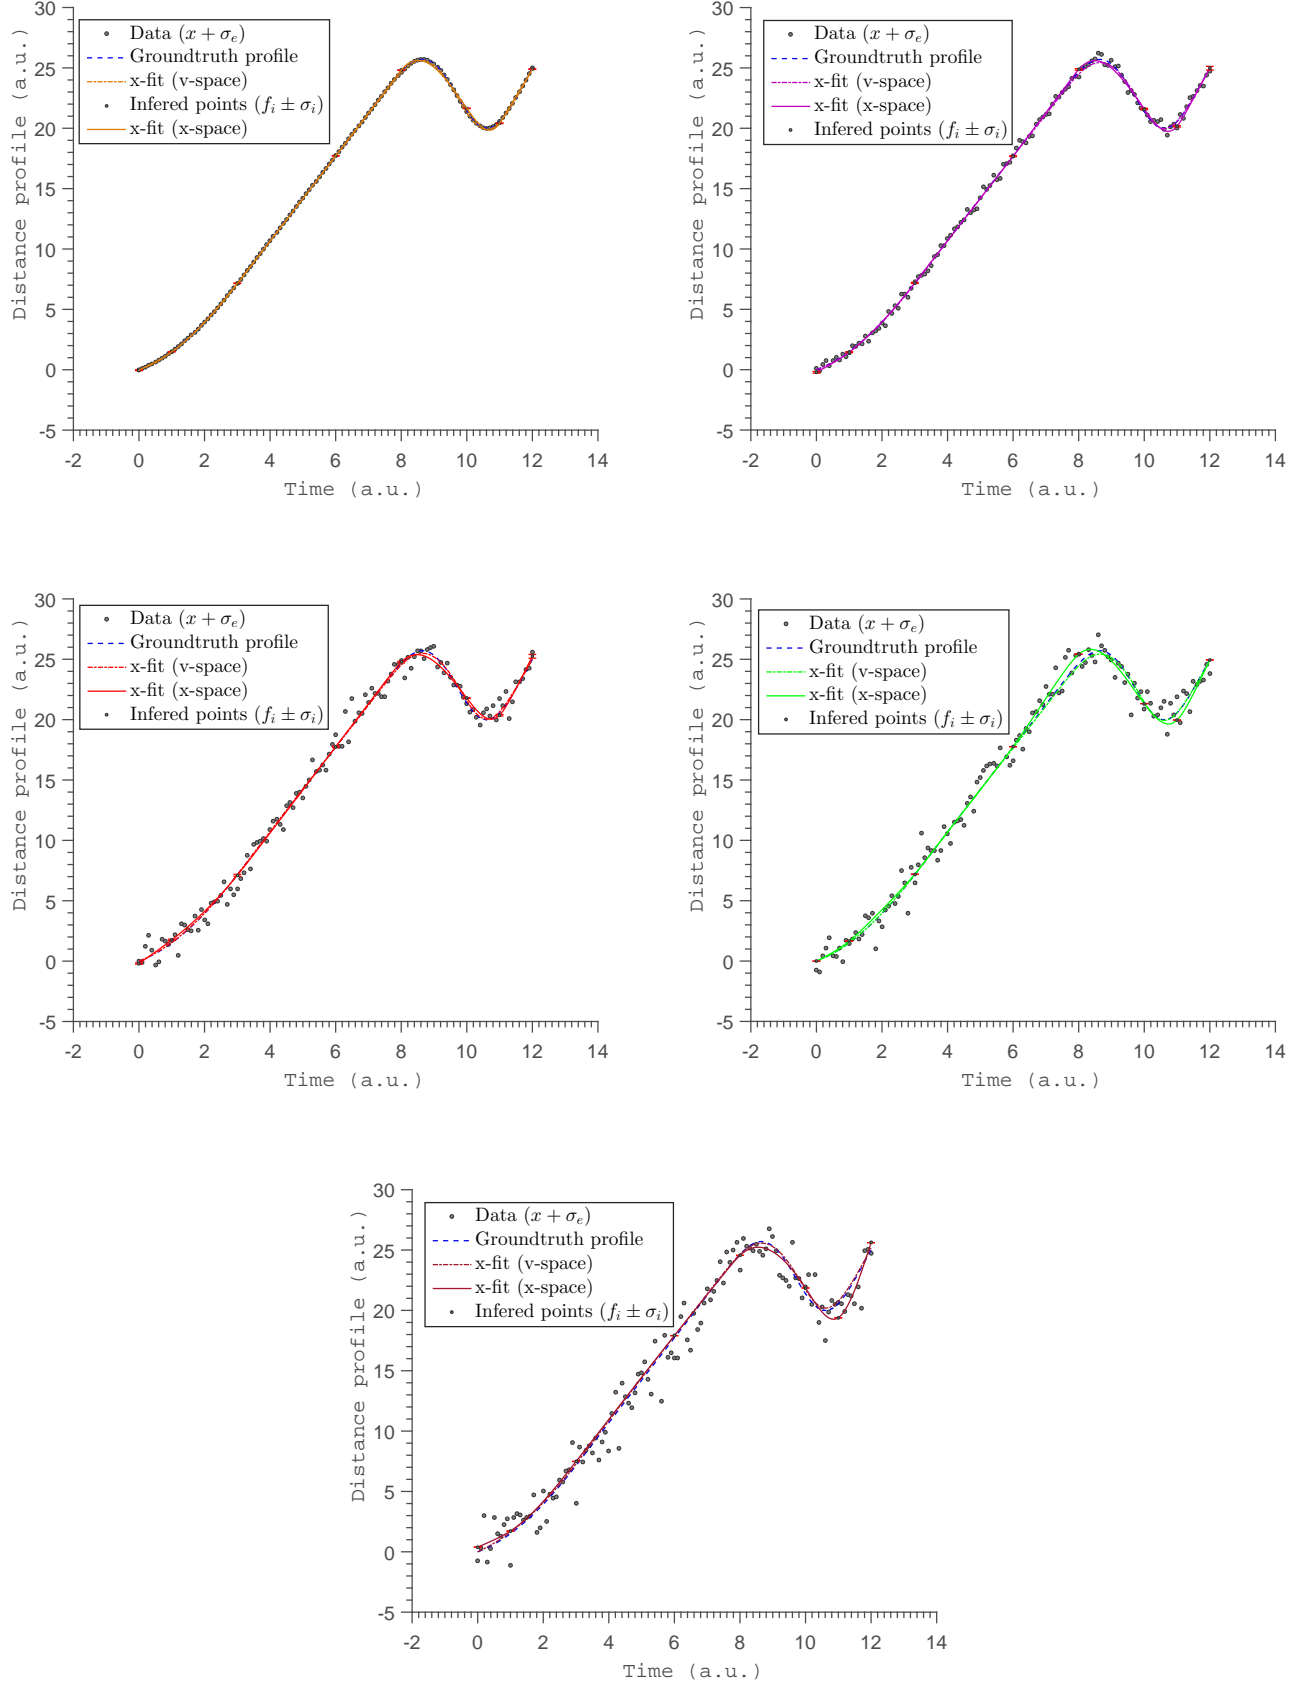 30
25
20
15
10
5
0
-5
Distance profile (a.u.)
Data (x + σe)
Groundtruth profile
x-fit (v-space)
Infered points (fi ± σi)
x-fit (x-space)
-2 0 2 4 6 8 10 12 14
Time (a.u.)
30
25
20
15
10
5
0
-5
Distance profile (a.u.)
Data (x + σe)
Groundtruth profile
x-fit (v-space)
x-fit (x-space)
Infered points (fi ± σi)
-2 0 2 4 6 8 10 12 14
Time (a.u.)
30
25
20
15
10
5
0
-5
Distance profile (a.u.)
Data (x + σe)
Groundtruth profile
x-fit (v-space)
x-fit (x-space)
Infered points (fi ± σi)
-2 0 2 4 6 8 10 12 14
Time (a.u.)
30
25
20
15
10
5
0
-5
Distance profile (a.u.)
Data (x + σe)
Groundtruth profile
x-fit (v-space)
x-fit (x-space)
Infered points (fi ± σi)
-2 0 2 4 6 8 10 12 14
Time (a.u.)
30
25
20
15
10
5
0
-5
Distance profile (a.u.)
Data (x + σe)
Groundtruth profile
x-fit (v-space)
x-fit (x-space)
Infered points (fi ± σi)
-2 0 2 4 6 8 10 12 14
Time (a.u.)